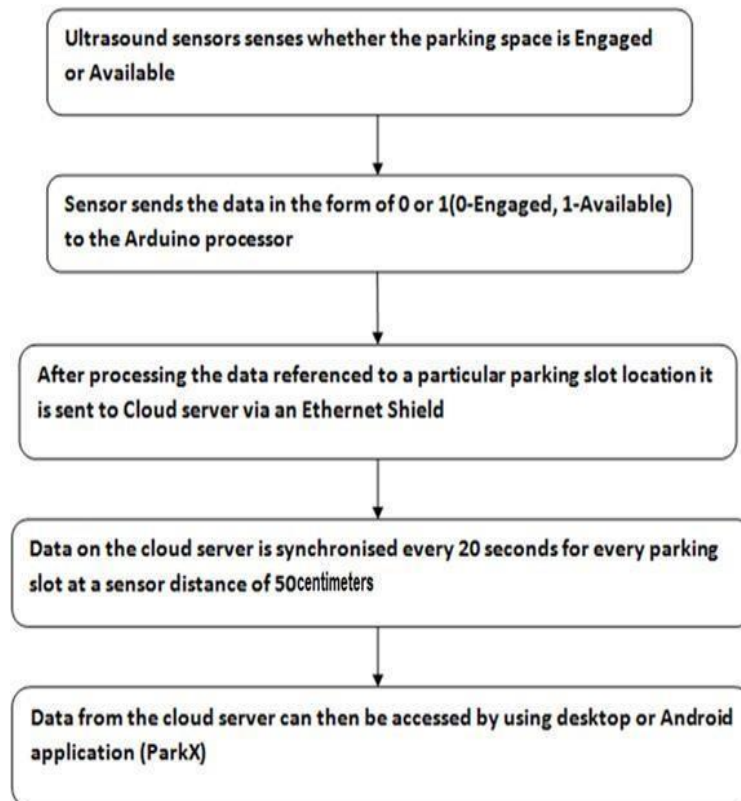 Ultrasound sensors senses whether the parking space is Engaged
or Available
Sensor sends the data in the form of 0 or 1(0-Engaged, 1-Available)
to the Arduino processor
After processing the data referenced to a particular parking slot location it
is sent to Cloud server via an Ethernet Shield
Data on the cloud server is synchronised every 20 seconds for every parking
slot at a sensor distance of 50centimeters
Data from the cloud server can then be accessed by using desktop or Android
application (ParkX)